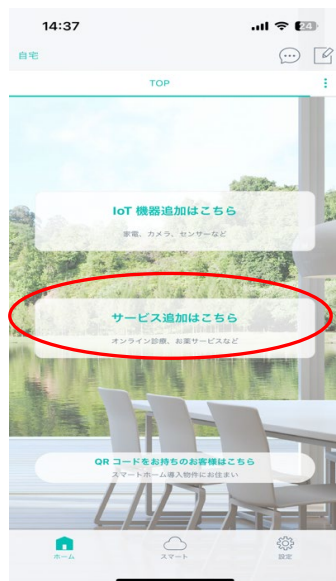 14:37
24
自宅
TOP
IoT 機器追加はこちら
家電、カメラ、センサーなど
サービス追加はこちら
オンライン診療、お薬サービスなど
QR コードをお持ちのお客様はこちら
スマートホーム導入物件にお住まい
ホーム
スマート
設定